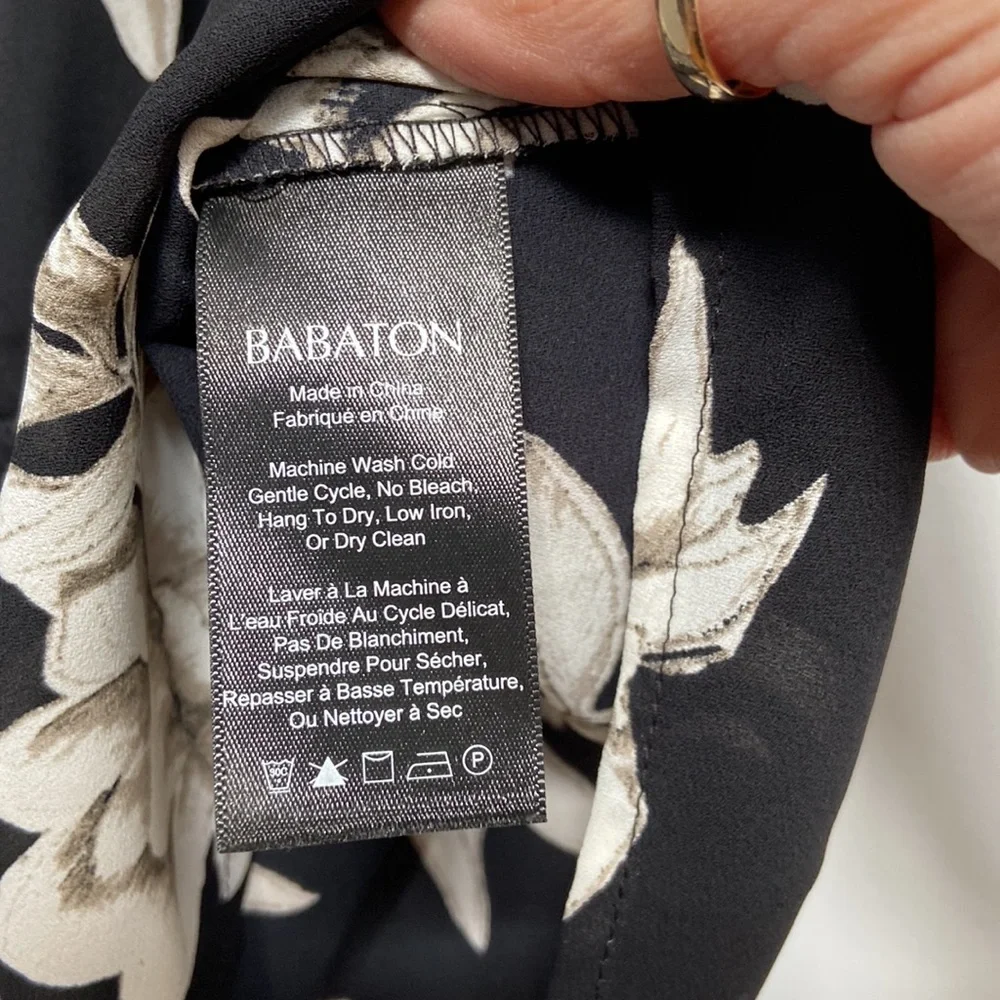 BABATON
Made in China
Fabriqué en Chine
Machine Wash Cold
Gentle Cycle, No Bleach,
Hang To Dry, Low Iron,
Or Dry Clean
Laver à La Machine à
L'eau Froide Au Cycle Délicat,
Pas De Blanchiment,
Suspendre Pour Sécher,
Repasser à Basse Température,
Ou Nettoyer à Sec
30C P